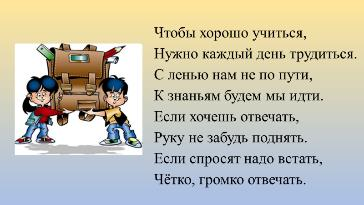 Чтобы хорошо учиться,
Нужно каждый день трудиться.
С ленью нам не по пути,
К знаньям будем мы идти.
Если хочешь отвечать,
Руку не забудь поднять.
Если спросят надо встать,
Чётко, громко отвечать.